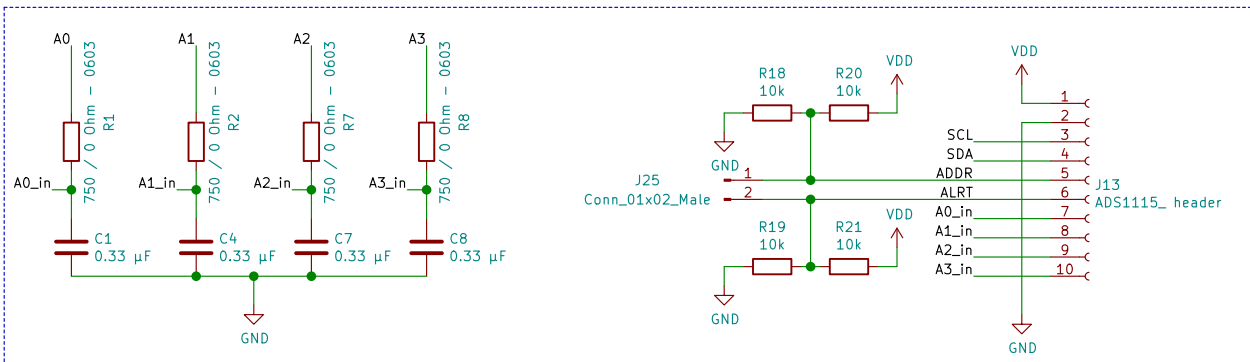 A0
750 / 0 Ohm - 0603
R1
A0_in
C1
0.33 µF
A1
750 / 0 Ohm - 0603
R2
A1_in
C4
0.33 µF
A2
750 / 0 Ohm - 0603
R7
A2_in
C7
0.33 µF
A3
750 / 0 Ohm - 0603
R8
A3_in
C8
0.33 µF
GND
R18
10k
R20
10k
VDD
GND
J25
Conn_01x02_Male
1
2
R19
10k
R21
10k
VDD
GND
VDD
1
2
SCL
3
SDA
4
ADDR
5
ALRT
6
A0_in
7
A1_in
8
A2_in
9
A3_in
10
J13
ADS1115_ header
GND